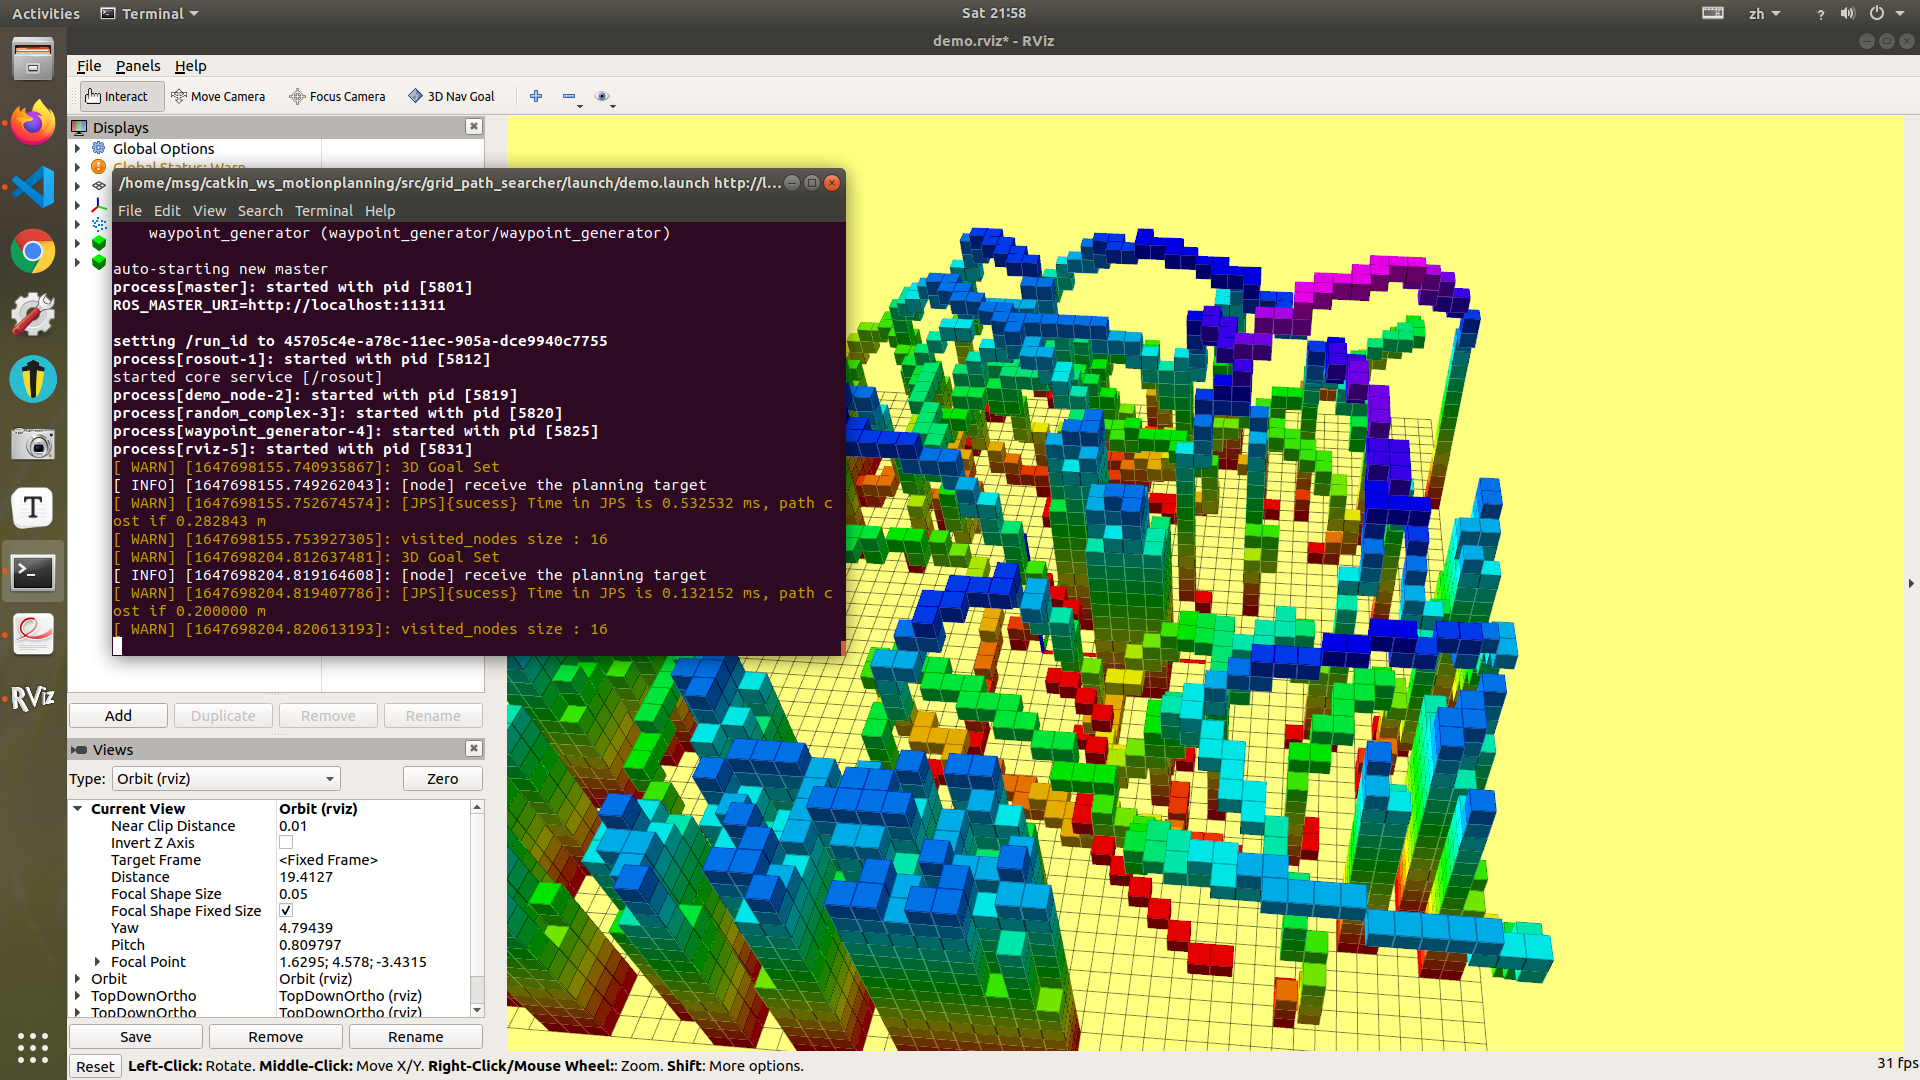 Activities
Terminal
Sat 21:58
zh
?
demo.rviz* - RViz
File Panels Help
Interact
Move Camera
Focus Camera
3D Nav Goal
Displays
Global Options
Global Status: Warn
/home/msg/catkin_ws_motionplanning/src/grid_path_searcher/launch/demo.launch http://l...
File Edit View Search Terminal Help
waypoint_generator (waypoint_generator/waypoint_generator)
auto-starting new master
process[master]: started with pid [5801]
ROS_MASTER_URI=http://localhost:11311
setting /run_id to 45705c4e-a78c-11ec-905a-dce9940c7755
process[rosout-1]: started with pid [5812]
started core service [/rosout]
process[demo_node-2]: started with pid [5819]
process[random_complex-3]: started with pid [5820]
process[waypoint_generator-4]: started with pid [5825]
process[rviz-5]: started with pid [5831]
[ WARN] [1647698155.740935867]: 3D Goal Set
[ INFO] [1647698155.749262043]: [node] receive the planning target
[ WARN] [1647698155.752674574]: [JPS]{sucess} Time in JPS is 0.532532 ms, path c
ost if 0.282843 m
[ WARN] [1647698155.753927305]: visited_nodes size : 16
[ WARN] [1647698204.812637481]: 3D Goal Set
[ INFO] [1647698204.819164608]: [node] receive the planning target
[ WARN] [1647698204.819407786]: [JPS]{sucess} Time in JPS is 0.132152 ms, path c
ost if 0.200000 m
[ WARN] [1647698204.820613193]: visited_nodes size : 16
T
RViz
Add
Duplicate
Remove
Rename
Views
Type:
Orbit (rviz)
Zero
Current View Orbit (rviz)
Near Clip Distance 0.01
Invert Z Axis
Target Frame <Fixed Frame>
Distance 19.4127
Focal Shape Size 0.05
Focal Shape Fixed Size
Yaw 4.79439
Pitch 0.809797
Focal Point 1.6295; 4.578; -3.4315
Orbit Orbit (rviz)
TopDownOrtho TopDownOrtho (rviz)
TopDownOrtho TopDownOrtho (rviz)
Save
Remove
Rename
Reset
Left-Click: Rotate. Middle-Click: Move X/Y. Right-Click/Mouse Wheel:: Zoom. Shift: More options.
31 fps